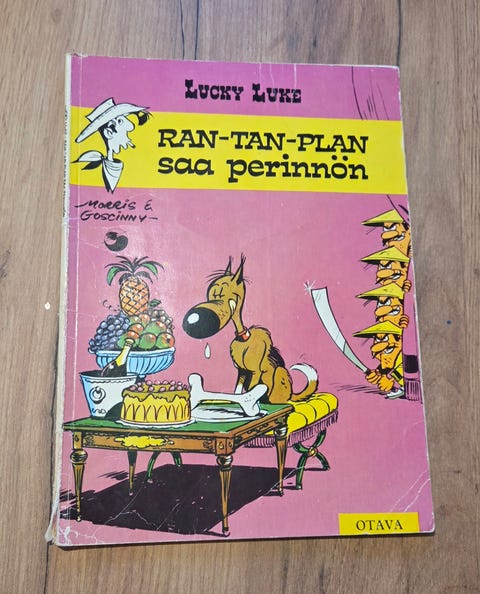 LUCKY LUKE
RAN-TAN-PLAN
saa perinnön
MORRIS &
GOSCINNY
OTAVA